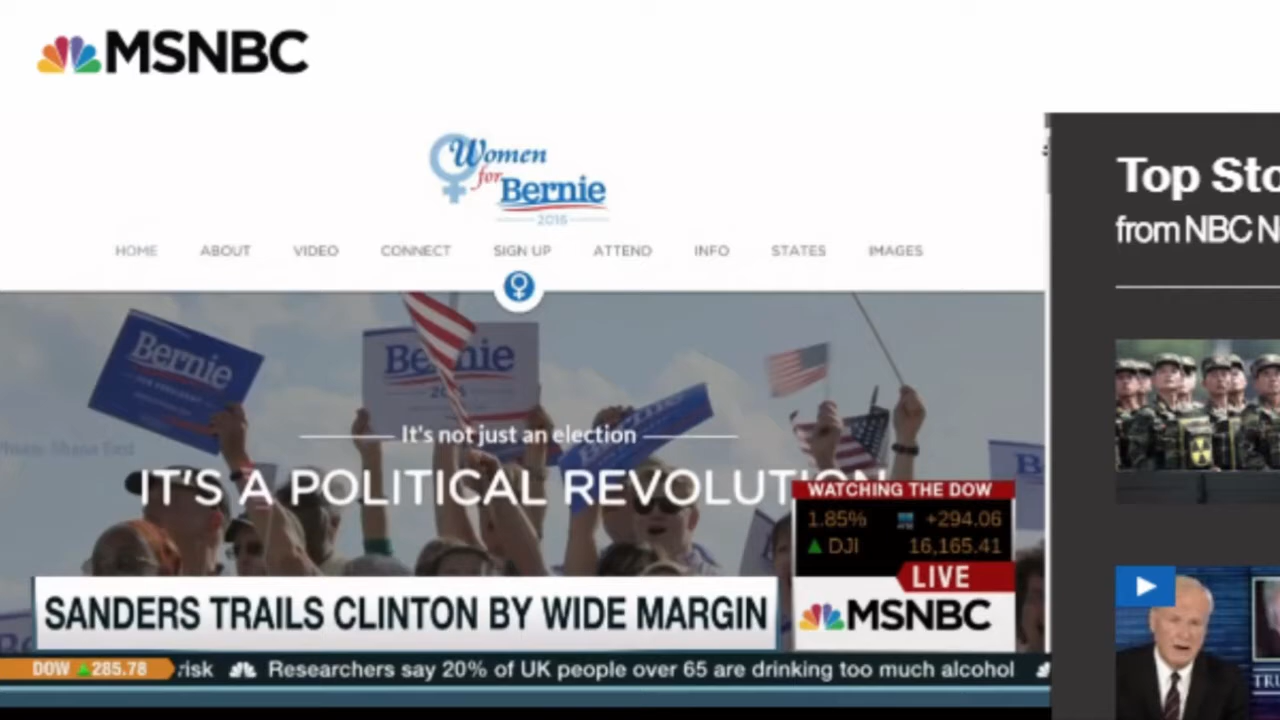 MSNBC
Women
for
Bernie
2016
HOME ABOUT VIDEO CONNECT SIGN UP ATTEND INFO STATES IMAGES
Bernie
Bernie
It's not just an election
IT'S A POLITICAL REVOLUTION
WATCHING THE DOW
1.85% +294.06
DJI 16,165.41
LIVE
MSNBC
SANDERS TRAILS CLINTON BY WIDE MARGIN
DOW 285.78 risk Researchers say 20% of UK people over 65 are drinking too much alcohol
Top Sto
from NBC N